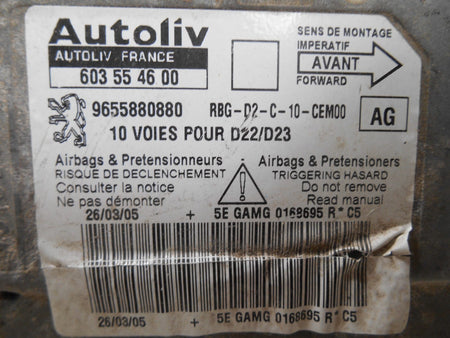 Autoliv
AUTOLIV FRANCE
603 55 46 00
SENS DE MONTAGE
IMPERATIF
AVANT
FORWARD
9655880880 RBG-D2-C-10-CEM00 AG
10 VOIES POUR D22/D23
Airbags & Pretensionneurs
RISQUE DE DECLENCHEMENT
Consulter la notice
Ne pas démonter
Airbags & Pretensioners
TRIGGERING HASARD
Do not remove
Read manual
26/03/05 + 5E GAMG 0168695 R* C5
26/03/05 + 5E GAMG 0168695 R* C5